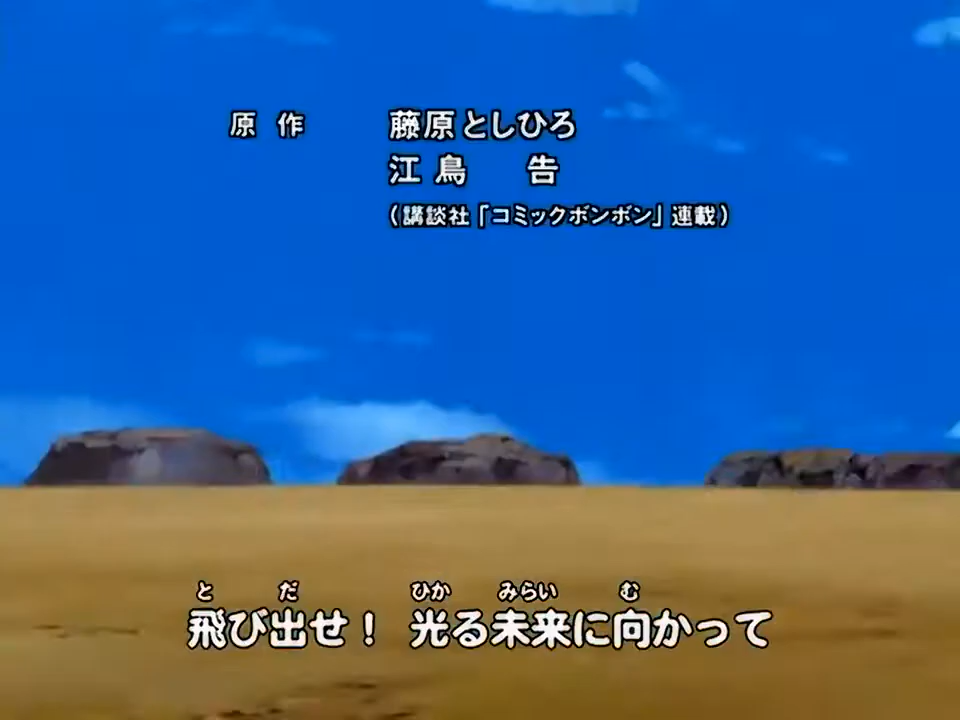 原作 藤原としひろ
江鳥 告
(講談社「コミックボンボン」連載)
と だ ひか みらい む
飛び出せ! 光る未来に向かって